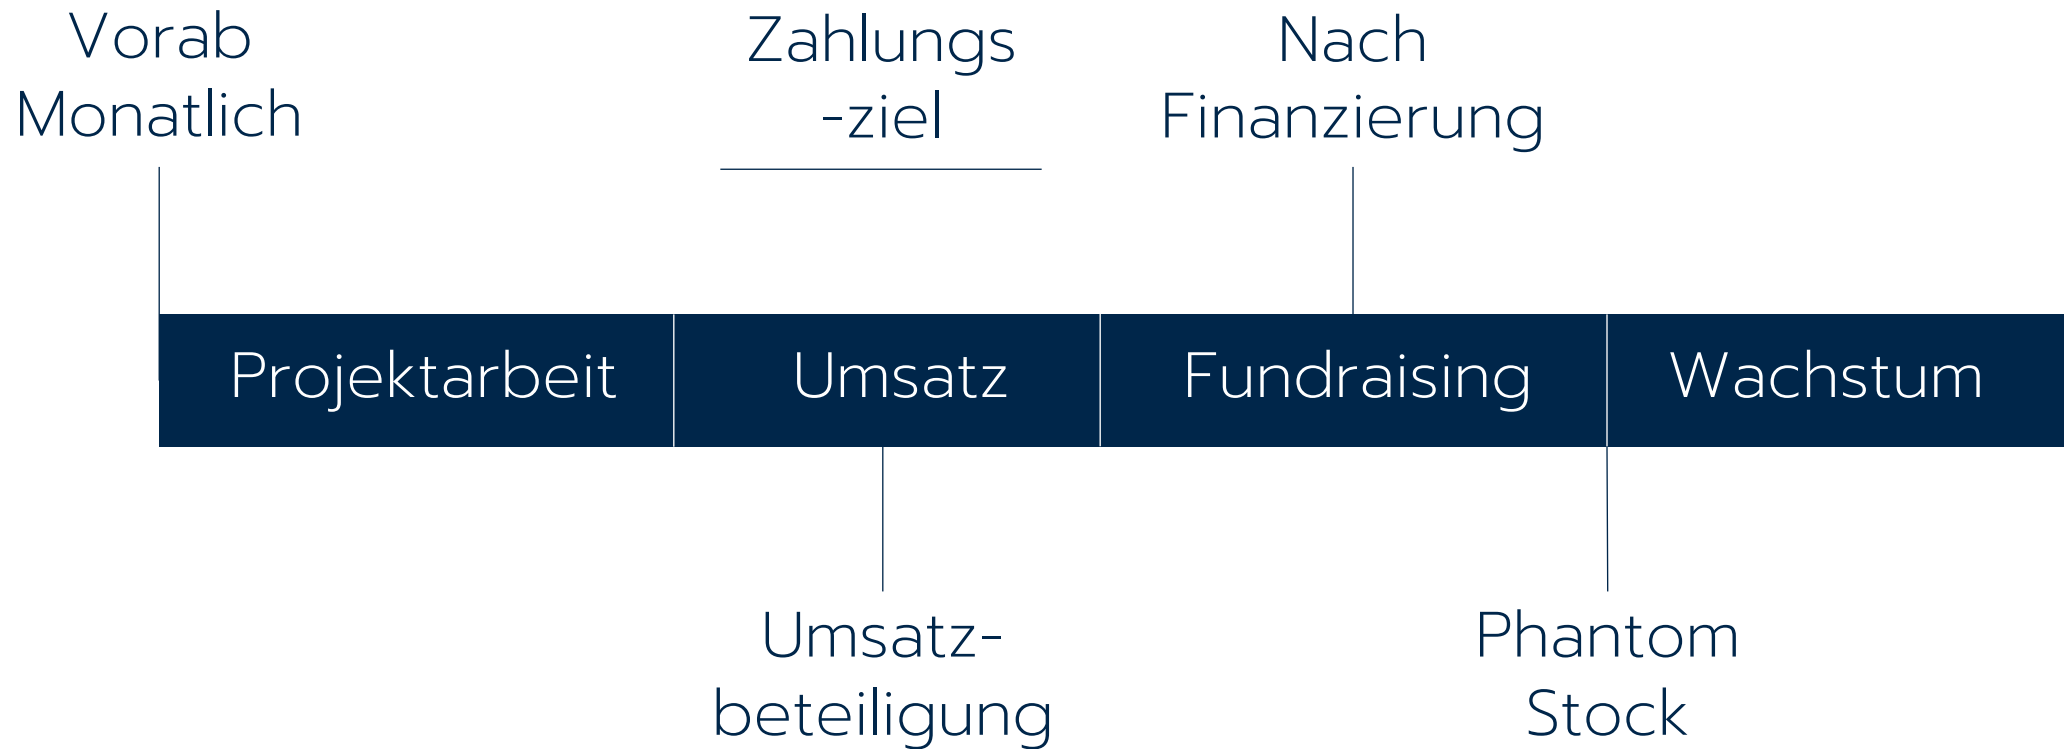 Vorab
Monatlich
Zahlungs
-ziel
Nach
Finanzierung
Projektarbeit
Umsatz
Fundraising
Wachstum
Umsatz-
beteiligung
Phantom
Stock